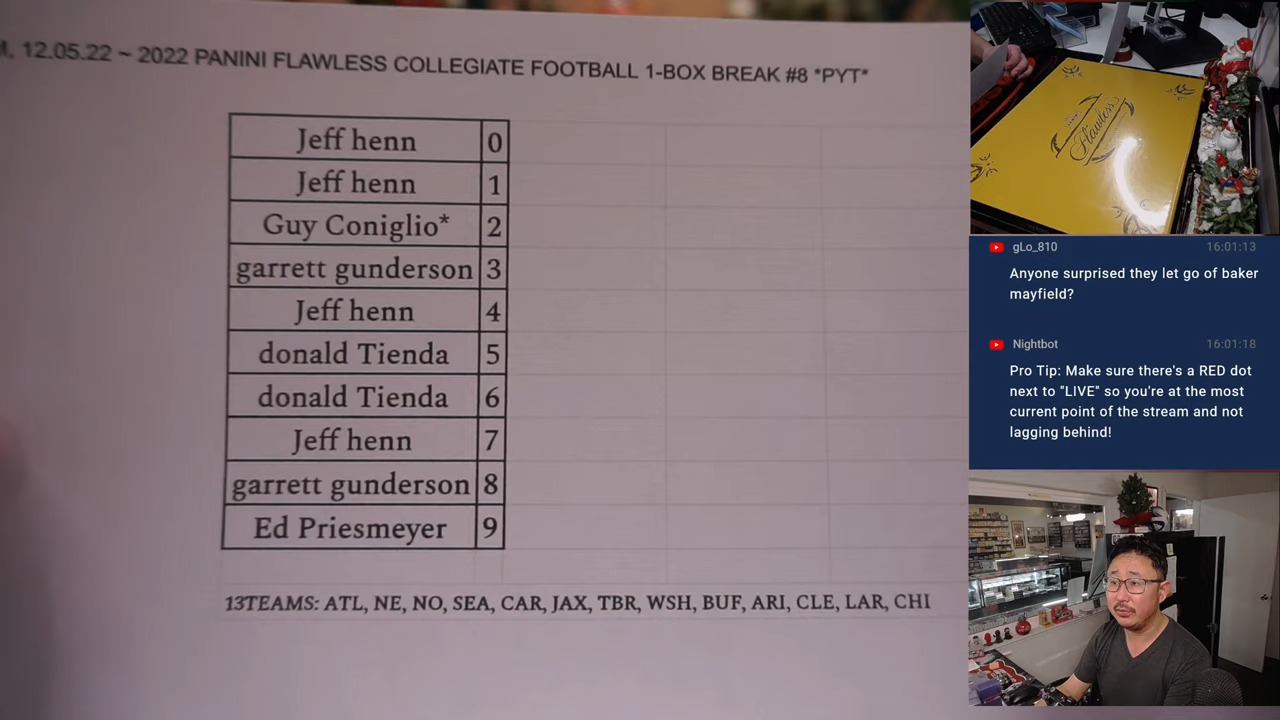 12.05.22 ~ 2022 PANINI FLAWLESS COLLEGIATE FOOTBALL 1-BOX BREAK #8 *PYT*
Jeff henn 0
Jeff henn 1
Guy Coniglio* 2
garrett gunderson 3
Jeff henn 4
donald Tienda 5
donald Tienda 6
Jeff henn 7
garrett gunderson 8
Ed Priesmeyer 9
13TEAMS: ATL, NE, NO, SEA, CAR, JAX, TBR, WSH, BUF, ARI, CLE, LAR, CHI
Flawless
gLo_810 16:01:13
Anyone surprised they let go of baker
mayfield?
Nightbot 16:01:18
Pro Tip: Make sure there's a RED dot
next to "LIVE" so you're at the most
current point of the stream and not
lagging behind!